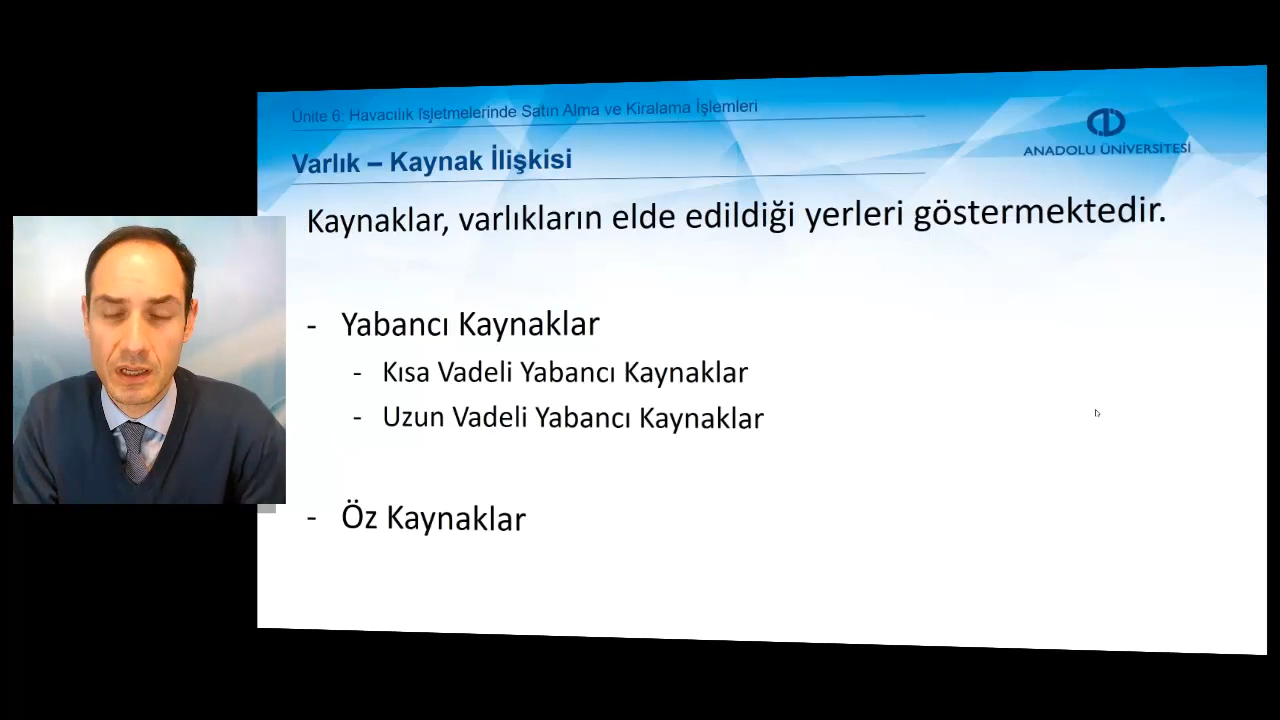 Ünite 6: Havacılık İşletmelerinde Satın Alma ve Kiralama İşlemleri
ANADOLU ÜNİVERSİTESİ
Varlık – Kaynak İlişkisi
Kaynaklar, varlıkların elde edildiği yerleri göstermektedir.
- Yabancı Kaynaklar
- Kısa Vadeli Yabancı Kaynaklar
- Uzun Vadeli Yabancı Kaynaklar
- Öz Kaynaklar